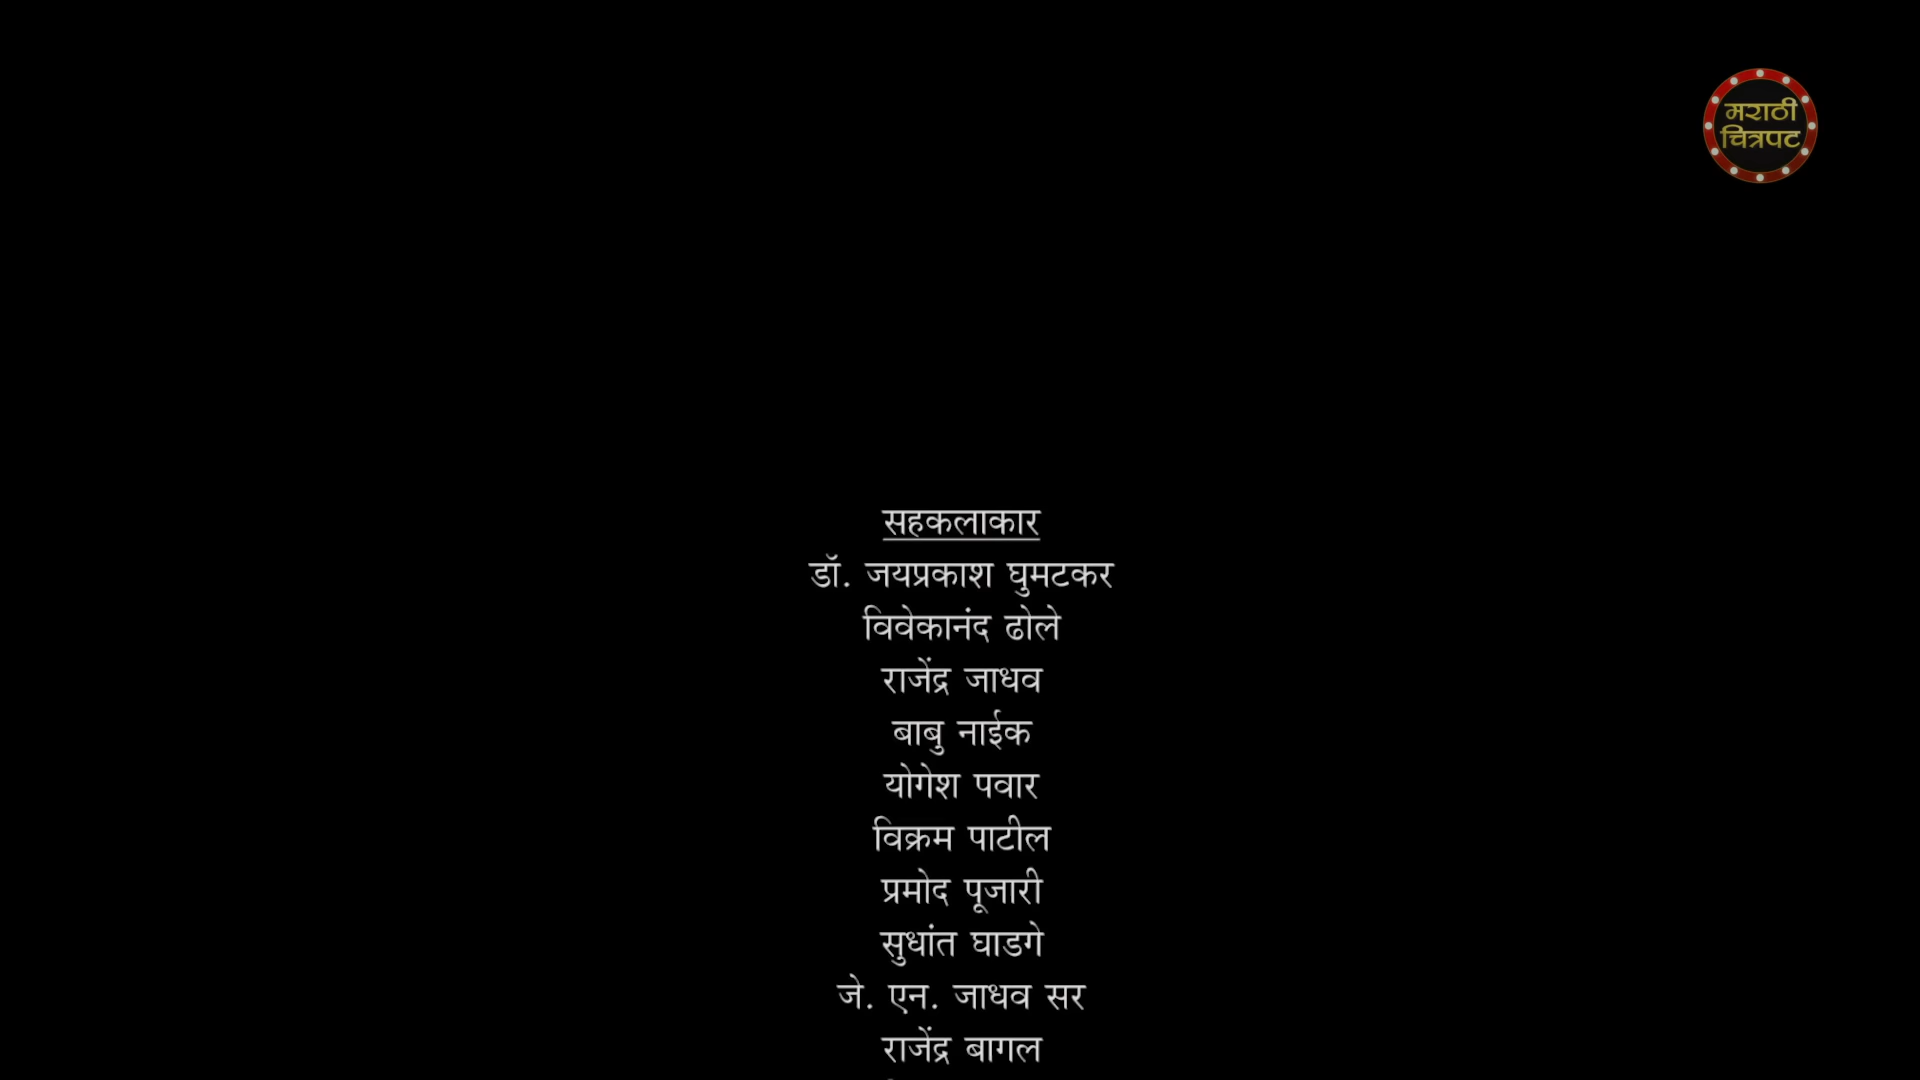 मराठी
चित्रपट
सहकलाकार
डॉ. जयप्रकाश घुमटकर
विवेकानंद ढोले
राजेंद्र जाधव
बाबु नाईक
योगेश पवार
विक्रम पाटील
प्रमोद पूजारी
सुधांत घाडगे
जे. एन. जाधव सर
राजेंद्र बागल